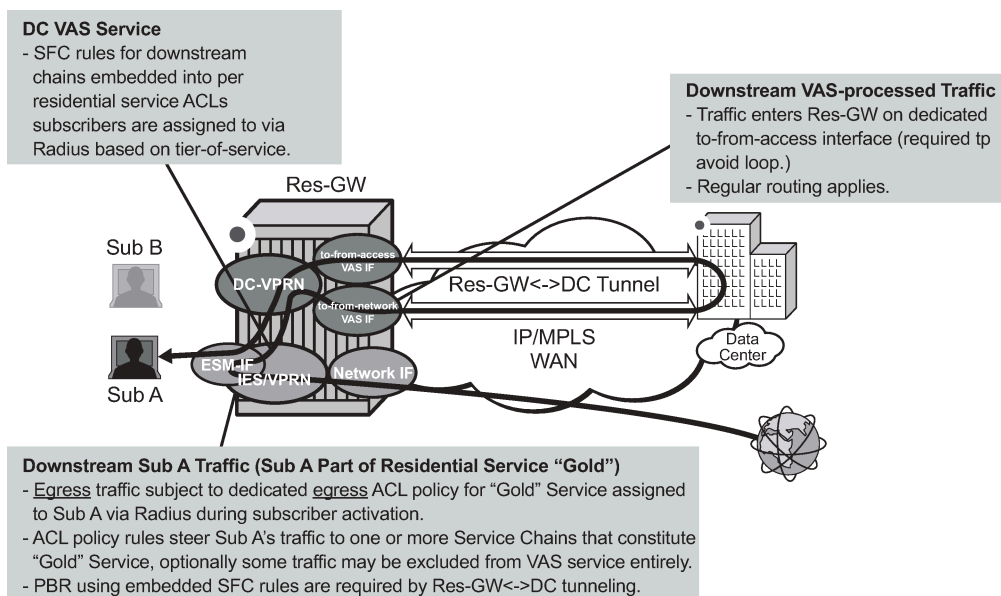 DC VAS Service
- SFC rules for downstream
chains embedded into per
residential service ACLs
subscribers are assigned to via
Radius based on tier-of-service.
Downstream VAS-processed Traffic
- Traffic enters Res-GW on dedicated
to-from-access interface (required tp
avoid loop.)
- Regular routing applies.
Res-GW
Sub B
to-from-access
VAS IF
DC-VPRN
Res-GW<->DC Tunnel
to-from-network
VAS IF
IP/MPLS
WAN
Data
Center
ESM-IF
IES/VPRN
Network IF
Sub A
Downstream Sub A Traffic (Sub A Part of Residential Service “Gold”)
- Egress traffic subject to dedicated egress ACL policy for “Gold” Service assigned
to Sub A via Radius during subscriber activation.
- ACL policy rules steer Sub A’s traffic to one or more Service Chains that constitute
“Gold” Service, optionally some traffic may be excluded from VAS service entirely.
- PBR using embedded SFC rules are required by Res-GW<->DC tunneling.